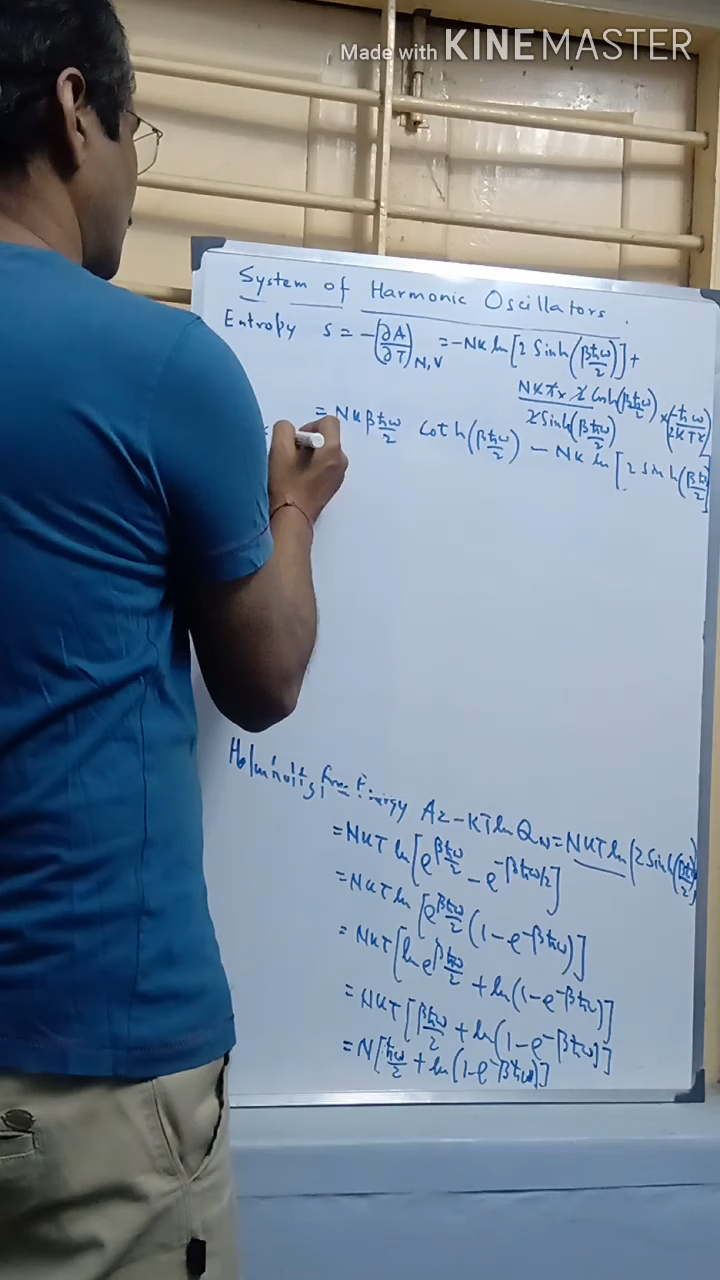 Made with KINEMASTER
System of Harmonic Oscillators.
Entropy S = -(∂A/∂T)N,V = -NK ln[2 Sinh(βħω/2)] +
NKT x 2 Cosh(βħω/2) / 2 Sinh(βħω/2) x (-ħω/2KT²)
= NKβħω/2 Coth(βħω/2) - NK ln[2 sinh(βħω/2)]
Helmholtz free Energy A = -KT ln QN = NKT ln(2 Sinh(βħω/2))
= NKT ln[e^βħω/2 - e^-βħω/2]
= NKT ln[e^βħω/2 (1-e^-βħω)]
= NKT[ln e^βħω/2 + ln(1-e^-βħω)]
= NKT[βħω/2 + ln(1-e^-βħω)]
= N[ħω/2 + ln(1-e^-βħω)]